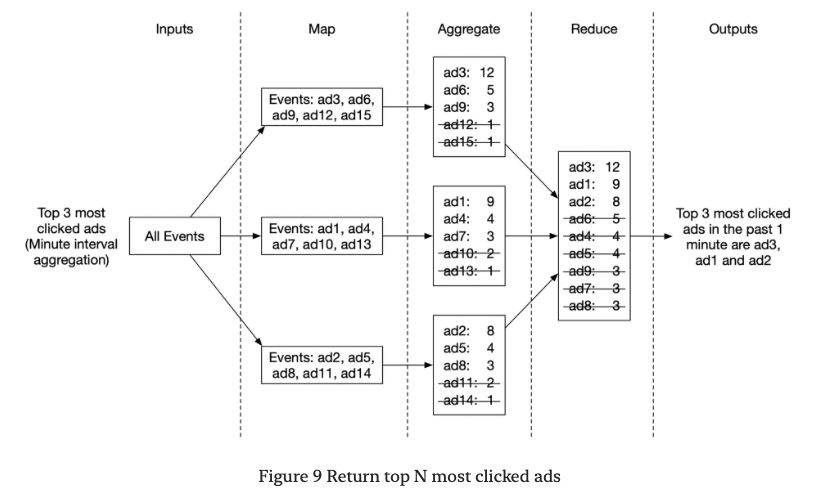 Inputs
Map
Aggregate
Reduce
Outputs
Top 3 most
clicked ads
(Minute interval
aggregation)
All Events
Events: ad3, ad6,
ad9, ad12, ad15
Events: ad1, ad4,
ad7, ad10, ad13
Events: ad2, ad5,
ad8, ad11, ad14
ad3: 12
ad6: 5
ad9: 3
ad12: 1
ad15: 1
ad1: 9
ad4: 4
ad7: 3
ad10: 2
ad13: 1
ad2: 8
ad5: 4
ad8: 3
ad11: 2
ad14: 1
ad3: 12
ad1: 9
ad2: 8
ad6: 5
ad4: 4
ad5: 4
ad9: 3
ad7: 3
ad8: 3
Top 3 most clicked
ads in the past 1
minute are ad3,
ad1 and ad2
Figure 9 Return top N most clicked ads